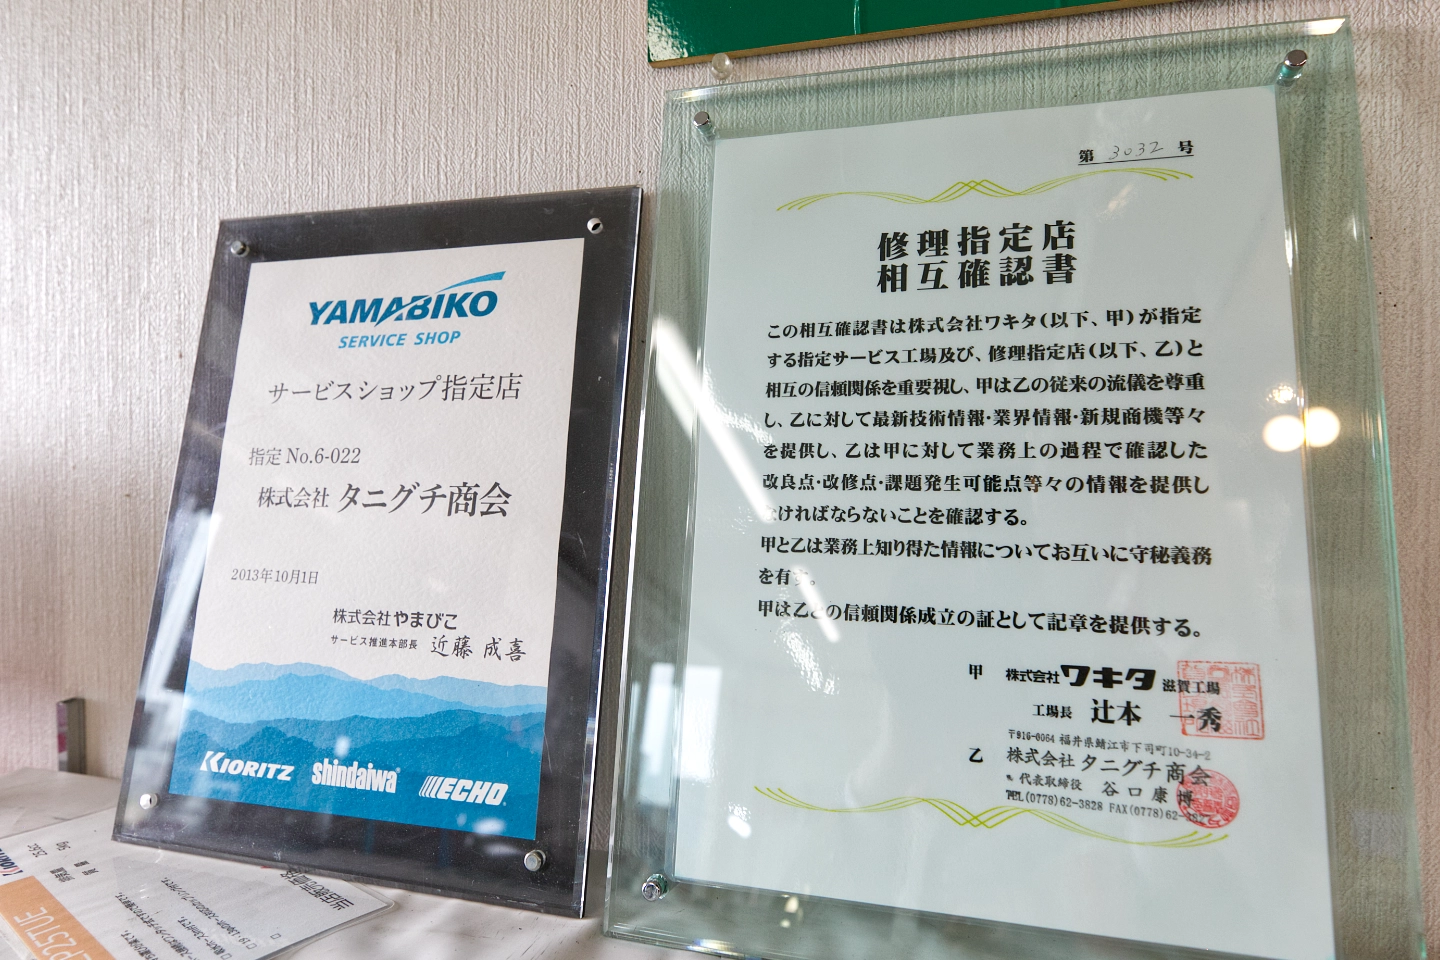 YAMABIKO
SERVICE SHOP
サービスショップ指定店
指定 No.6-022
株式会社 タニグチ商会
2013年10月1日
株式会社やまびこ
サービス推進本部長 近藤 成喜
KIORITZ shindaiwa ECHO
第 3032 号
修理指定店
相互確認書
この相互確認書は株式会社ワキタ(以下、甲)が指定
する指定サービス工場及び、修理指定店(以下、乙)と
相互の信頼関係を重要視し、甲は乙の従来の流儀を尊重
し、乙に対して最新技術情報・業界情報・新規商機等々
を提供し、乙は甲に対して業務上の過程で確認した
改良点・改修点・課題発生可能点等々の情報を提供し
なければならないことを確認する。
甲と乙は業務上知り得た情報についてお互いに守秘義務
を有す。
甲は乙との信頼関係成立の証として記章を提供する。
甲 株式会社ワキタ 滋賀工場
工場長 辻本 一秀
〒916-0064 福井県鯖江市下司町10-34-2
乙 株式会社 タニグチ商会
代表取締役 谷口康博
TEL(0778)62-3828 FAX(0778)62-
EP25TUE